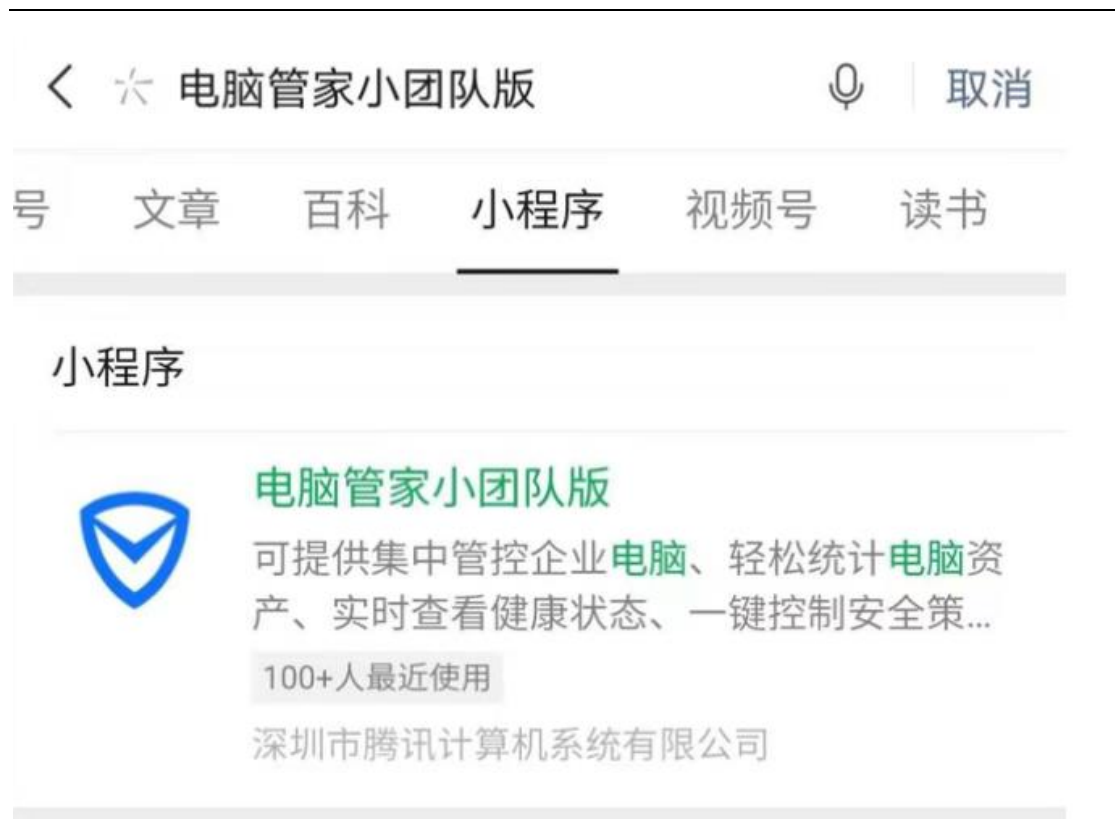 电脑管家小团队版 取消
号 文章 百科 小程序 视频号 读书
小程序
电脑管家小团队版
可提供集中管控企业电脑、轻松统计电脑资
产、实时查看健康状态、一键控制安全策...
100+人最近使用
深圳市腾讯计算机系统有限公司